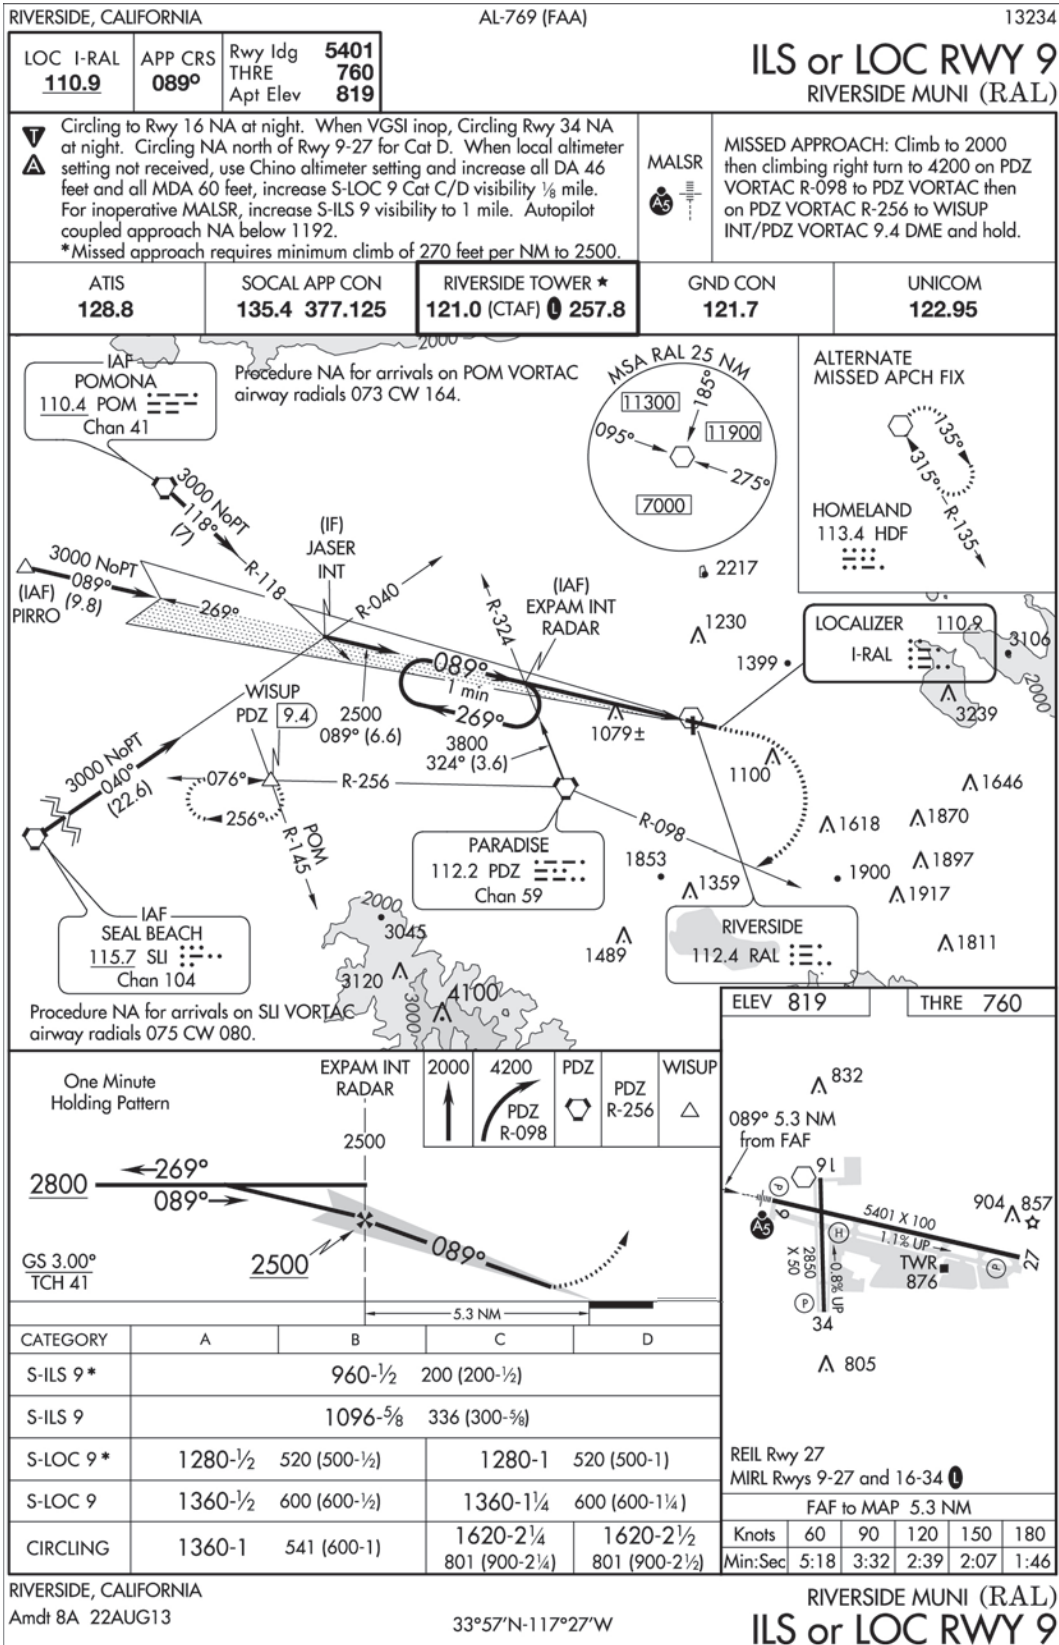 RIVERSIDE, CALIFORNIA
AL-769 (FAA)
13234
LOC I-RAL
110.9
APP CRS
089°
Rwy ldg 5401
THRE 760
Apt Elev 819
ILS or LOC RWY 9
RIVERSIDE MUNI (RAL)
T
A
Circling to Rwy 16 NA at night. When VGSI inop, Circling Rwy 34 NA
at night. Circling NA north of Rwy 9-27 for Cat D. When local altimeter
setting not received, use Chino altimeter setting and increase all DA 46
feet and all MDA 60 feet, increase S-LOC 9 Cat C/D visibility ⅛ mile.
For inoperative MALSR, increase S-ILS 9 visibility to 1 mile. Autopilot
coupled approach NA below 1192.
*Missed approach requires minimum climb of 270 feet per NM to 2500.
MALSR
A5
MISSED APPROACH: Climb to 2000
then climbing right turn to 4200 on PDZ
VORTAC R-098 to PDZ VORTAC then
on PDZ VORTAC R-256 to WISUP
INT/PDZ VORTAC 9.4 DME and hold.
ATIS
128.8
SOCAL APP CON
135.4 377.125
RIVERSIDE TOWER ★
121.0 (CTAF) L 257.8
GND CON
121.7
UNICOM
122.95
2000
IAF
POMONA
110.4 POM
Chan 41
Procedure NA for arrivals on POM VORTAC
airway radials 073 CW 164.
MSA RAL 25 NM
11300
185°
095°
11900
275°
7000
ALTERNATE
MISSED APCH FIX
135°
315°
R-135
HOMELAND
113.4 HDF
3000 NoPT
118°
(7)
R-118
3000 NoPT
089°
(9.8)
(IAF)
PIRRO
269°
(IF)
JASER
INT
R-040
R-324
(IAF)
EXPAM INT
RADAR
2217
1230
1399
LOCALIZER 110.9
I-RAL
3106
2000
3239
089°
1 min
269°
2500
089° (6.6)
3800
324° (3.6)
1079±
1100
WISUP
PDZ 9.4
076°
256°
R-256
POM
R-145
3000 NoPT
040°
(22.6)
R-098
1646
1618
1870
1853
1900
1897
1917
1359
1811
1489
PARADISE
112.2 PDZ
Chan 59
IAF
SEAL BEACH
115.7 SLI
Chan 104
RIVERSIDE
112.4 RAL
2000
3045
3120
3000
4100
Procedure NA for arrivals on SLI VORTAC
airway radials 075 CW 080.
One Minute
Holding Pattern
EXPAM INT
RADAR
2500
2000
4200
PDZ
R-098
PDZ
PDZ
R-256
WISUP
2800
269°
089°
089°
2500
GS 3.00°
TCH 41
5.3 NM
ELEV 819
THRE 760
832
089° 5.3 NM
from FAF
16
P
9
A5
5401 X 100
1.1% UP
H
904
857
27
P
TWR
876
2850
X 50
0.8% UP
P
34
805
REIL Rwy 27
MIRL Rwys 9-27 and 16-34 L
FAF to MAP 5.3 NM
Knots 60 90 120 150 180
Min:Sec 5:18 3:32 2:39 2:07 1:46
CATEGORY A B C D
S-ILS 9* 960-½ 200 (200-½)
S-ILS 9 1096-⅝ 336 (300-⅝)
S-LOC 9* 1280-½ 520 (500-½) 1280-1 520 (500-1)
S-LOC 9 1360-½ 600 (600-½) 1360-1¼ 600 (600-1¼)
CIRCLING 1360-1 541 (600-1) 1620-2¼ 801 (900-2¼) 1620-2½ 801 (900-2½)
RIVERSIDE, CALIFORNIA
Amdt 8A 22AUG13
33°57'N-117°27'W
RIVERSIDE MUNI (RAL)
ILS or LOC RWY 9